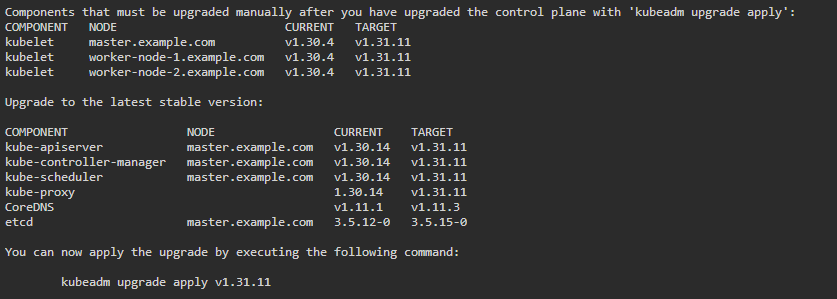 Components that must be upgraded manually after you have upgraded the control plane with 'kubeadm upgrade apply':
COMPONENT   NODE                        CURRENT   TARGET
kubelet     master.example.com          v1.30.4   v1.31.11
kubelet     worker-node-1.example.com   v1.30.4   v1.31.11
kubelet     worker-node-2.example.com   v1.30.4   v1.31.11
Upgrade to the latest stable version:
COMPONENT                 NODE                 CURRENT    TARGET
kube-apiserver            master.example.com   v1.30.14   v1.31.11
kube-controller-manager   master.example.com   v1.30.14   v1.31.11
kube-scheduler            master.example.com   v1.30.14   v1.31.11
kube-proxy                                     1.30.14    v1.31.11
CoreDNS                                        v1.11.1    v1.11.3
etcd                      master.example.com   3.5.12-0   3.5.15-0
You can now apply the upgrade by executing the following command:
kubeadm upgrade apply v1.31.11